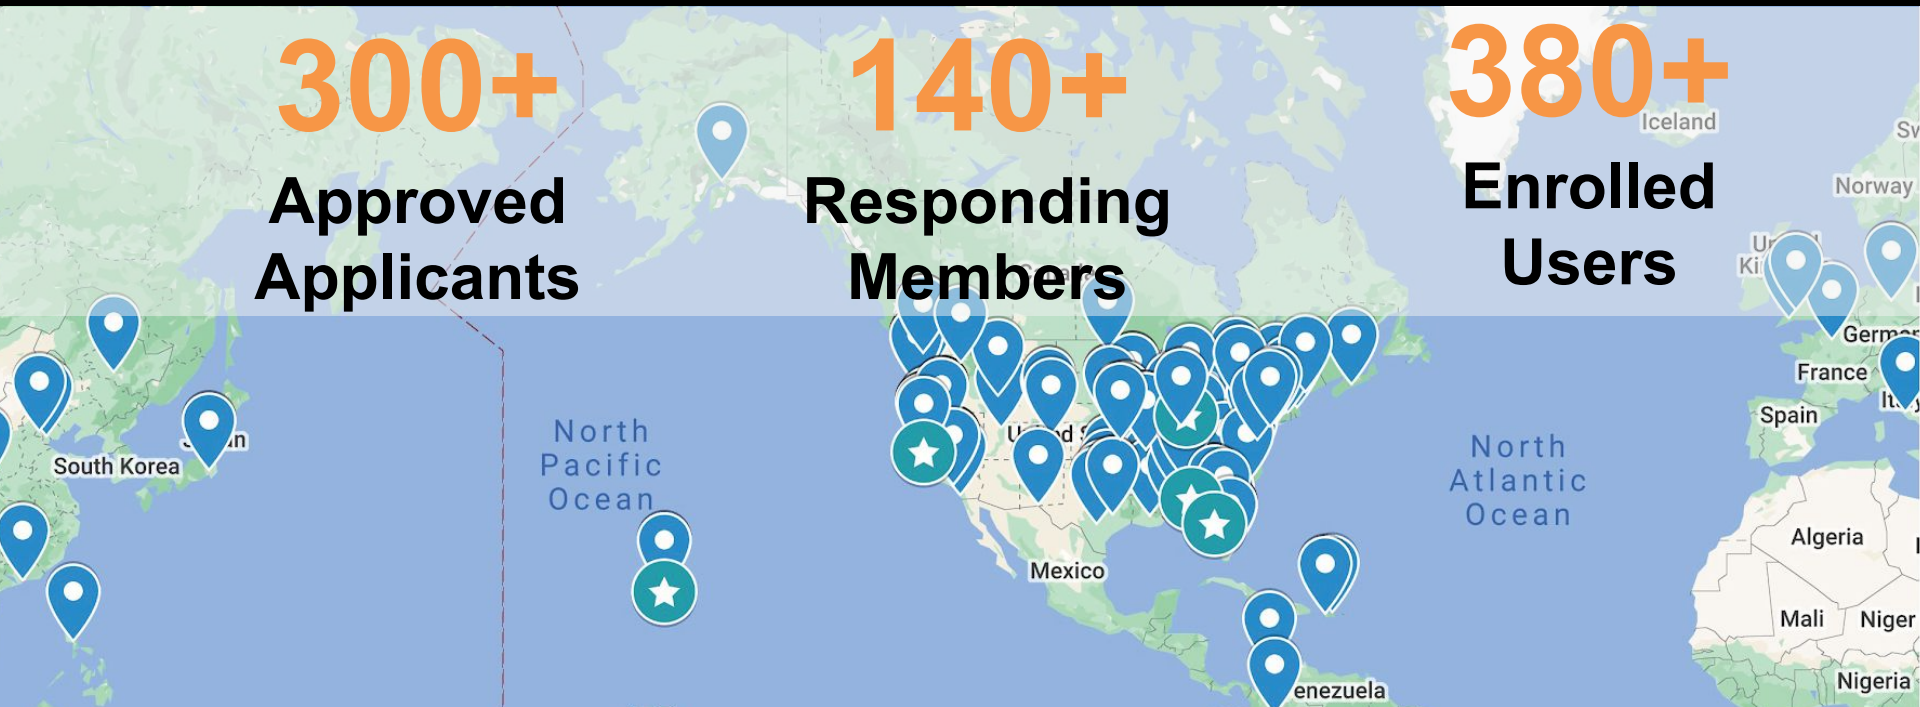 300+
Approved
Applicants
140+
Responding
Members
380+
Enrolled
Users
Iceland
Norway
France
Spain
South Korea
North
Pacific
Ocean
North
Atlantic
Ocean
Mexico
Algeria
Mali
Niger
Nigeria
enezuela